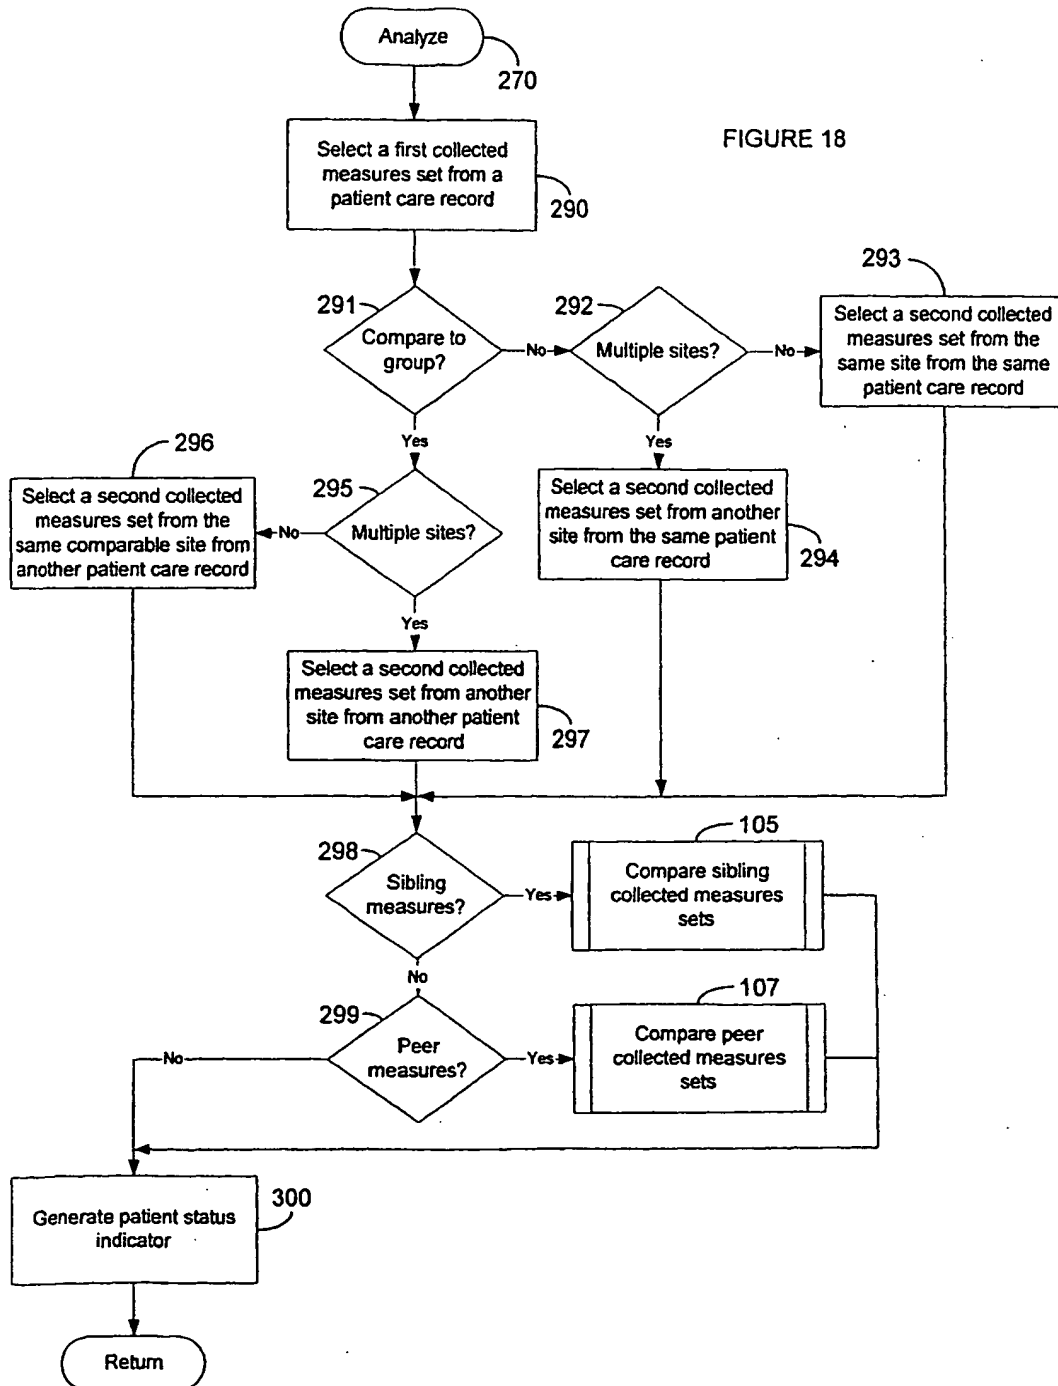 Analyze
270
FIGURE 18
Select a first collected
measures set from a
patient care record
290
291
Compare to
group?
No
292
Multiple sites?
No
293
Select a second collected
measures set from the
same site from the same
patient care record
Yes
Yes
296
Select a second collected
measures set from the
same comparable site from
another patient care record
No
295
Multiple sites?
Select a second collected
measures set from another
site from the same patient
care record
294
Yes
Select a second collected
measures set from another
site from another patient
care record
297
298
Sibling
measures?
Yes
105
Compare sibling
collected measures
sets
No
299
Peer
measures?
No
Yes
107
Compare peer
collected measures
sets
Generate patient status
indicator
300
Return